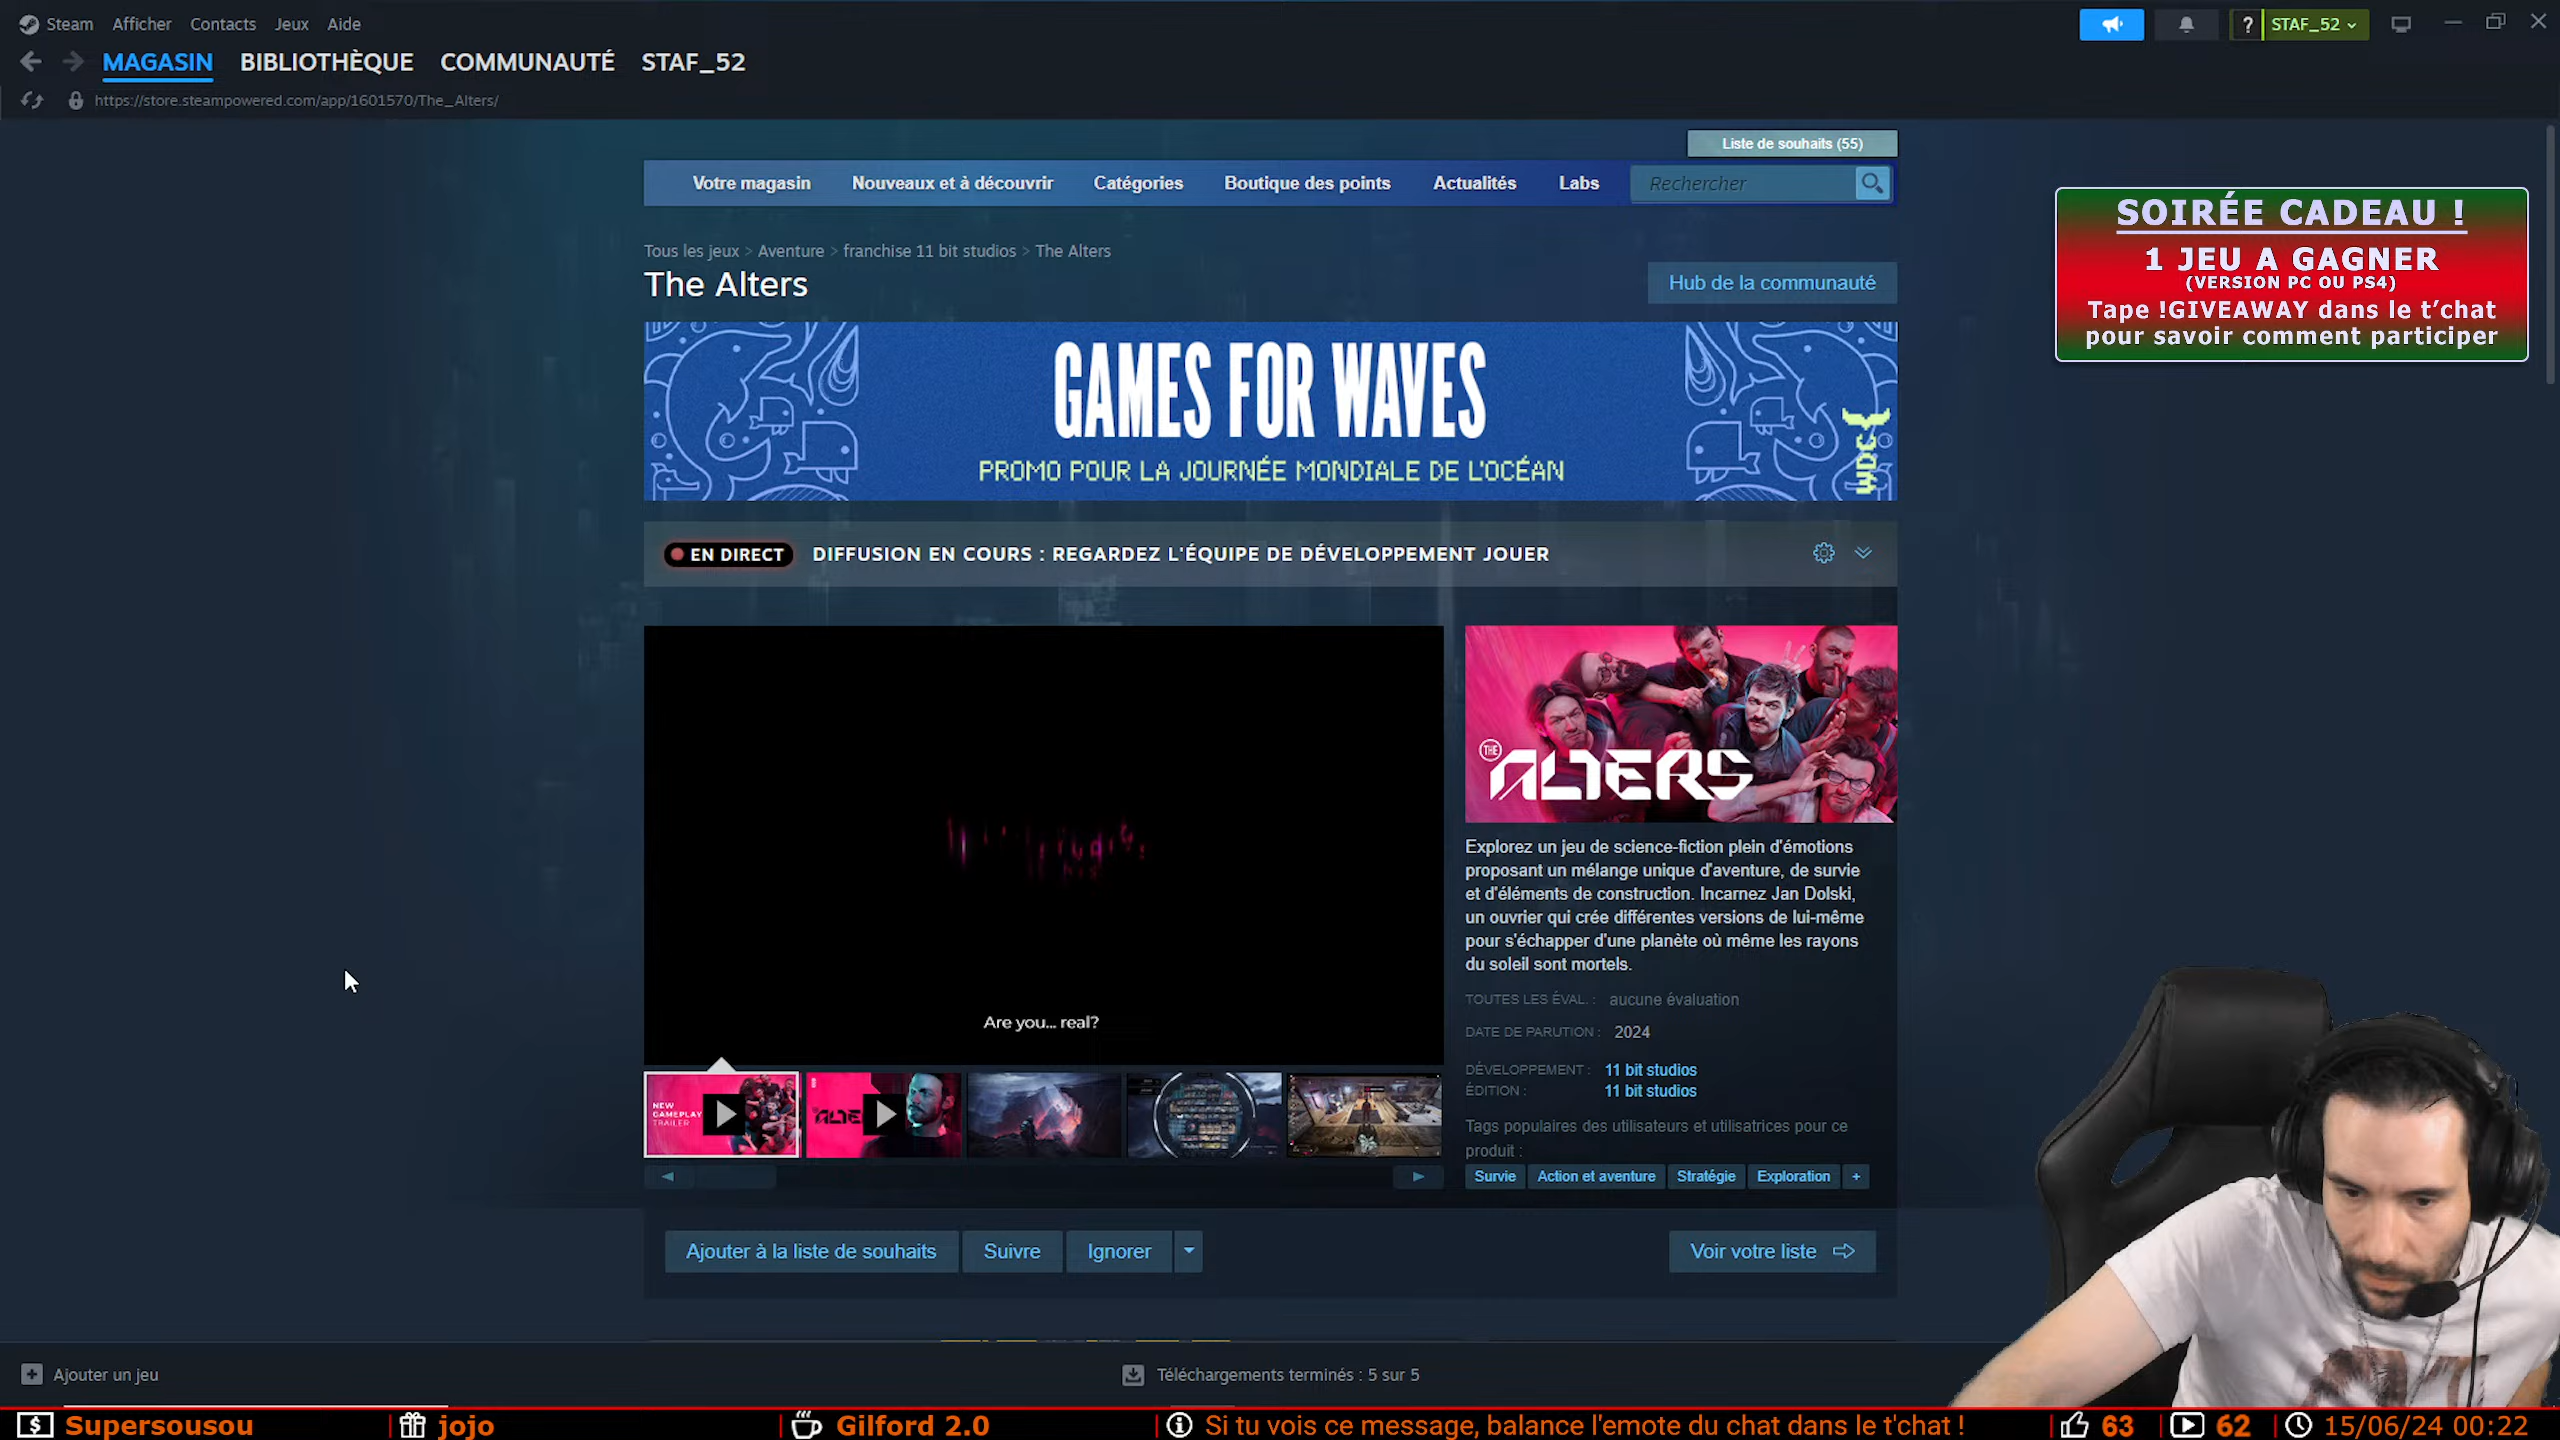 Steam Afficher Contacts Jeux Aide
? STAF_52
MAGASIN BIBLIOTHÈQUE COMMUNAUTÉ STAF_52
https://store.steampowered.com/app/1601570/The_Alters/
Liste de souhaits (55)
Votre magasin Nouveaux et à découvrir Catégories Boutique des points Actualités Labs Rechercher
Tous les jeux > Aventure > franchise 11 bit studios > The Alters
The Alters
Hub de la communauté
GAMES FOR WAVES
PROMO POUR LA JOURNÉE MONDIALE DE L'OCÉAN
WDC
SOIRÉE CADEAU !
1 JEU A GAGNER
(VERSION PC OU PS4)
Tape !GIVEAWAY dans le t'chat
pour savoir comment participer
EN DIRECT DIFFUSION EN COURS : REGARDEZ L'ÉQUIPE DE DÉVELOPPEMENT JOUER
Are you... real?
NEW
GAMEPLAY
TRAILER
THE ALTERS
Explorez un jeu de science-fiction plein d'émotions
proposant un mélange unique d'aventure, de survie
et d'éléments de construction. Incarnez Jan Dolski,
un ouvrier qui crée différentes versions de lui-même
pour s'échapper d'une planète où même les rayons
du soleil sont mortels.
TOUTES LES ÉVAL. : aucune évaluation
DATE DE PARUTION : 2024
DÉVELOPPEMENT : 11 bit studios
ÉDITION : 11 bit studios
Tags populaires des utilisateurs et utilisatrices pour ce
produit :
Survie Action et aventure Stratégie Exploration +
Ajouter à la liste de souhaits Suivre Ignorer
Voir votre liste
Ajouter un jeu
Téléchargements terminés : 5 sur 5
Supersousou jojo Gilford 2.0 Si tu vois ce message, balance l'emote du chat dans le t'chat ! 63 62 15/06/24 00:22